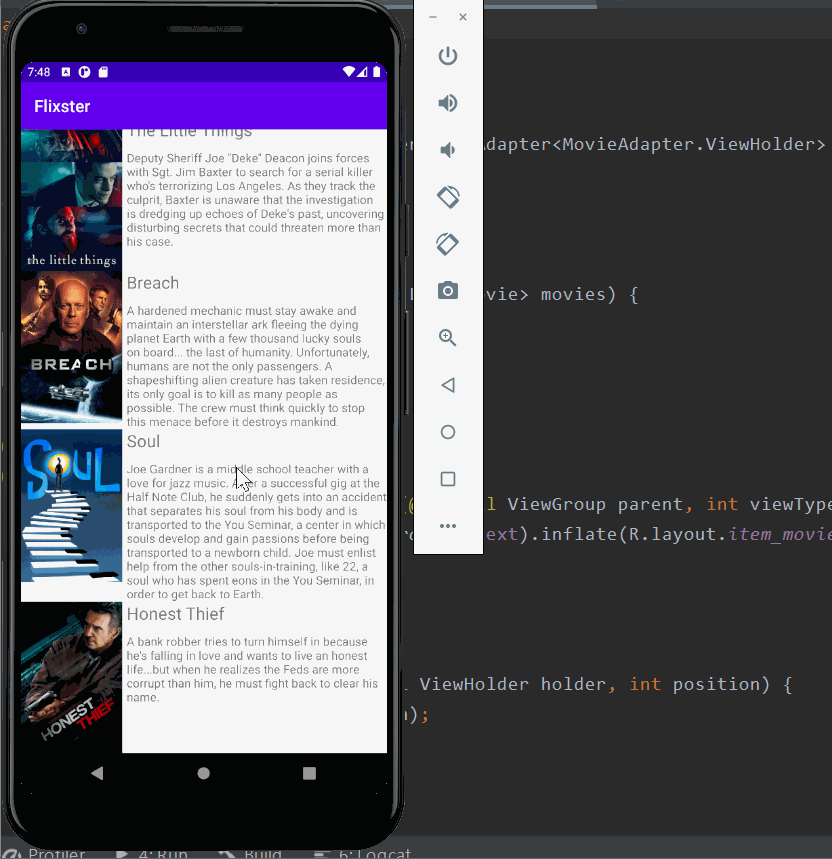 7:48
Flixster
The Little Things
Deputy Sheriff Joe "Deke" Deacon joins forces
with Sgt. Jim Baxter to search for a serial killer
who's terrorizing Los Angeles. As they track the
culprit, Baxter is unaware that the investigation
is dredging up echoes of Deke's past, uncovering
disturbing secrets that could threaten more than
his case.
the little things
Breach
A hardened mechanic must stay awake and
maintain an interstellar ark fleeing the dying
planet Earth with a few thousand lucky souls
on board... the last of humanity. Unfortunately,
humans are not the only passengers. A
shapeshifting alien creature has taken residence,
its only goal is to kill as many people as
possible. The crew must think quickly to stop
this menace before it destroys mankind.
BREACH
Soul
Joe Gardner is a middle school teacher with a
love for jazz music. After a successful gig at the
Half Note Club, he suddenly gets into an accident
that separates his soul from his body and is
transported to the You Seminar, a center in which
souls develop and gain passions before being
transported to a newborn child. Joe must enlist
help from the other souls-in-training, like 22, a
soul who has spent eons in the You Seminar, in
order to get back to Earth.
SOUL
Honest Thief
A bank robber tries to turn himself in because
he's falling in love and wants to live an honest
life...but when he realizes the Feds are more
corrupt than him, he must fight back to clear his
name.
HONEST
THIEF
dapter<MovieAdapter.ViewHolder>
vie> movies) {
l ViewGroup parent, int viewType
ext).inflate(R.layout.item_movie
ViewHolder holder, int position) {
);
Profiler
4: Run
Build
6: Logcat